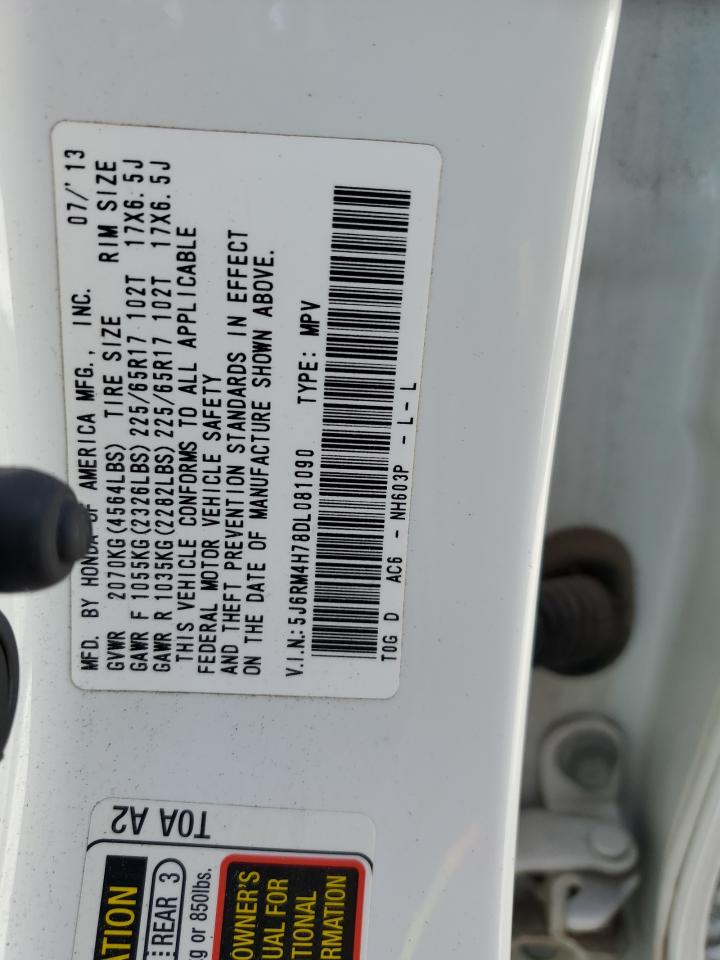 MFD. BY HONDA OF AMERICA MFG., INC. 07/'13
GVWR 2070KG(4564LBS) TIRE SIZE RIM SIZE
GAWR F 1055KG(2326LBS) 225/65R17 102T 17X6.5J
GAWR R 1035KG(2282LBS) 225/65R17 102T 17X6.5J
THIS VEHICLE CONFORMS TO ALL APPLICABLE
FEDERAL MOTOR VEHICLE SAFETY
AND THEFT PREVENTION STANDARDS IN EFFECT
ON THE DATE OF MANUFACTURE SHOWN ABOVE.
V.I.N.: 5J6RM4H78DL081090 TYPE: MPV
T0G D AC6 - NH603P - L - L
T0A A2
ATION
REAR 3
kg or 850lbs.
OWNER'S
UAL FOR
TIONAL
RMATION